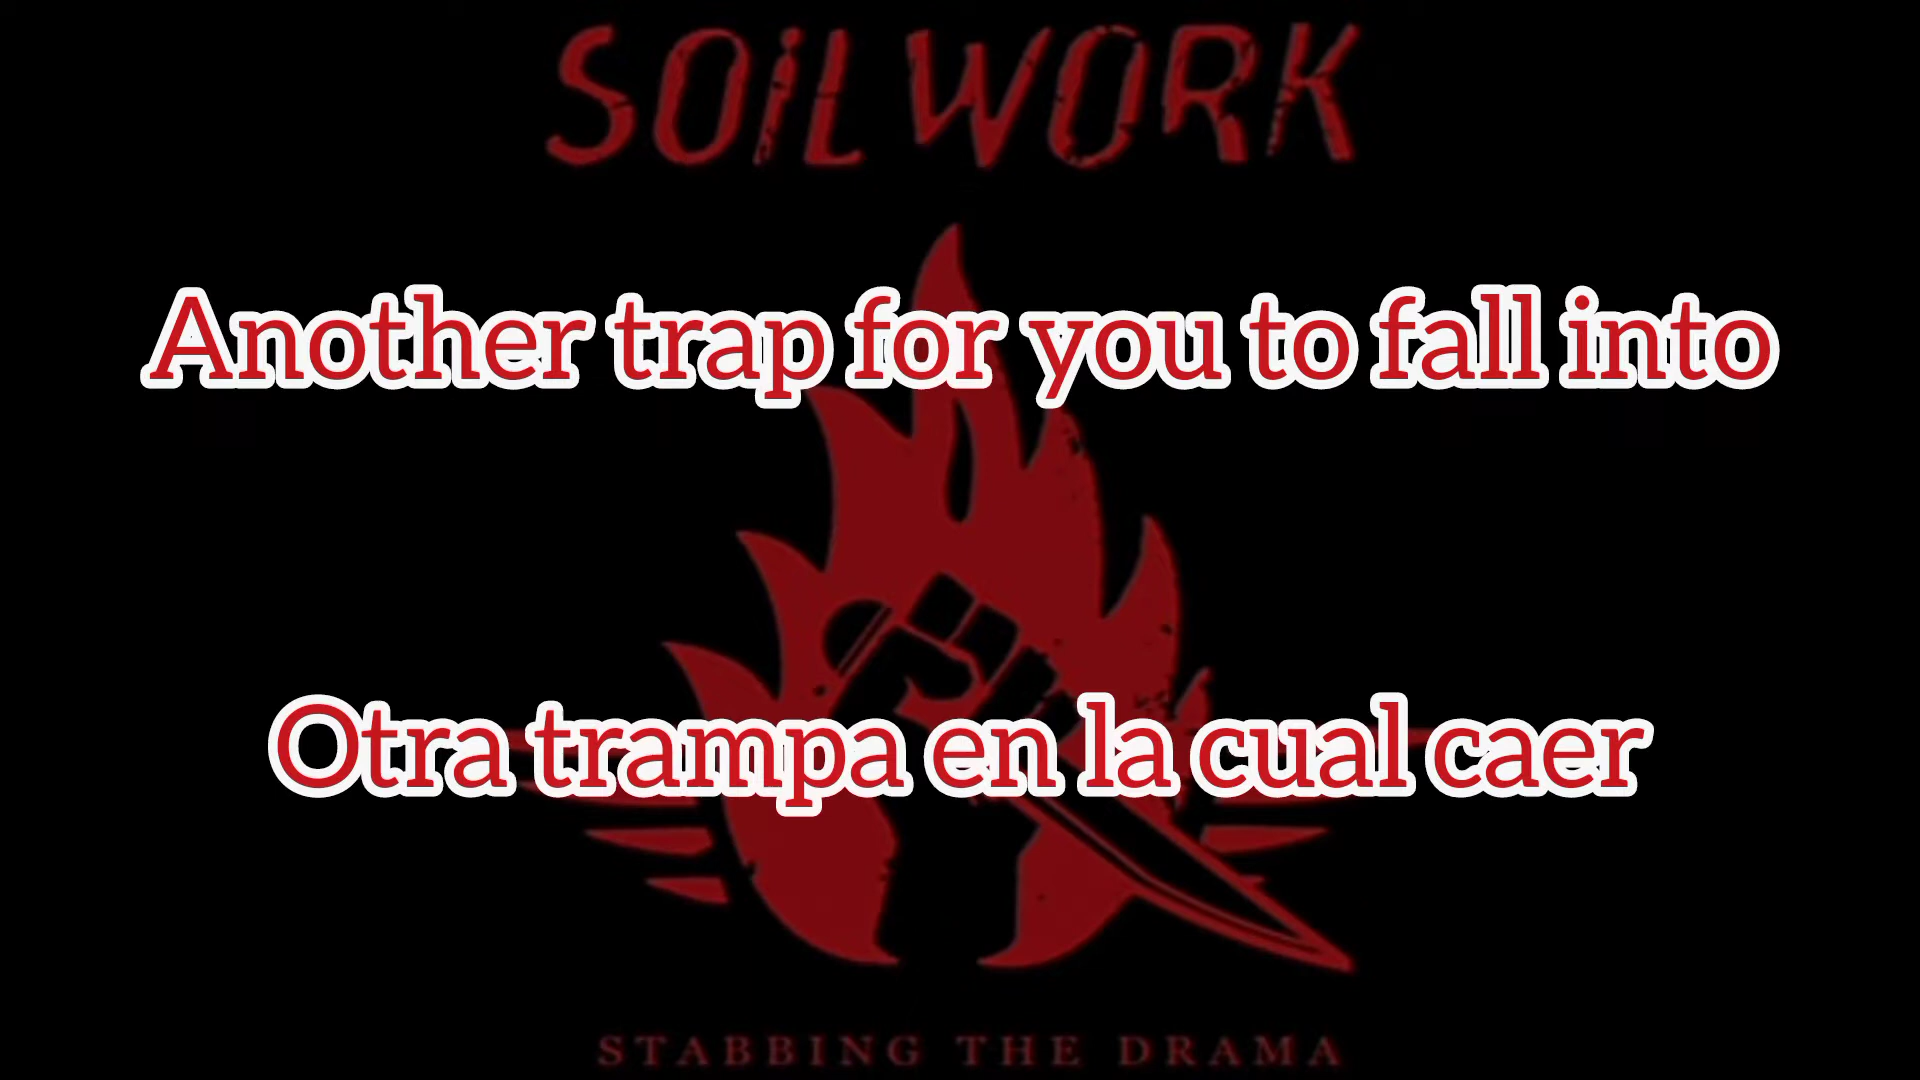 SOiLWORK
Another trap for you to fall into
Otra trampa en la cual caer
STABBING THE DRAMA